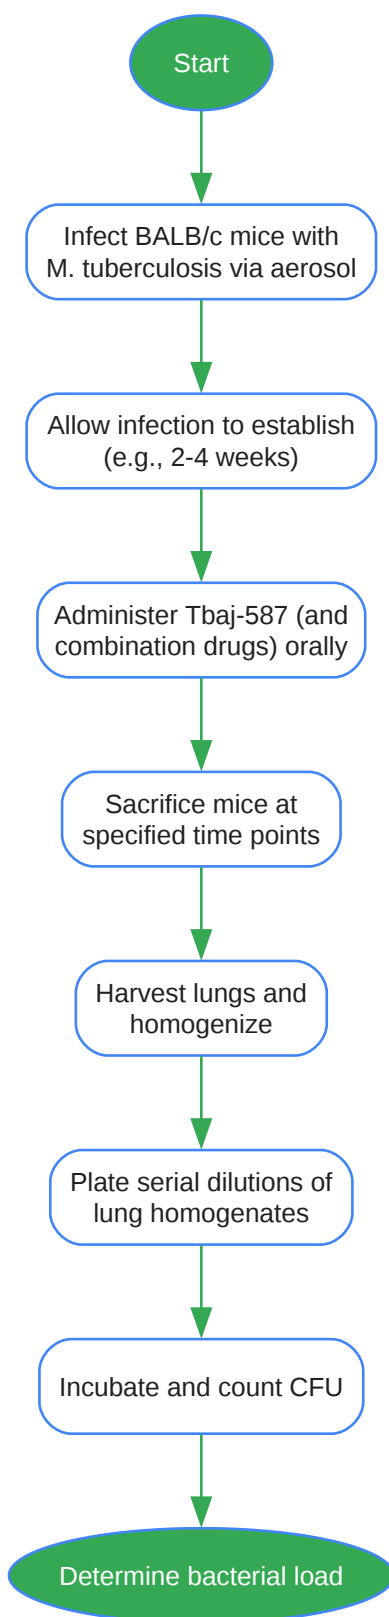 Start
Infect BALB/c mice with
M. tuberculosis via aerosol
Allow infection to establish
(e.g., 2-4 weeks)
Administer Tbaj-587 (and
combination drugs) orally
Sacrifice mice at
specified time points
Harvest lungs and
homogenize
Plate serial dilutions of
lung homogenates
Incubate and count CFU
Determine bacterial load